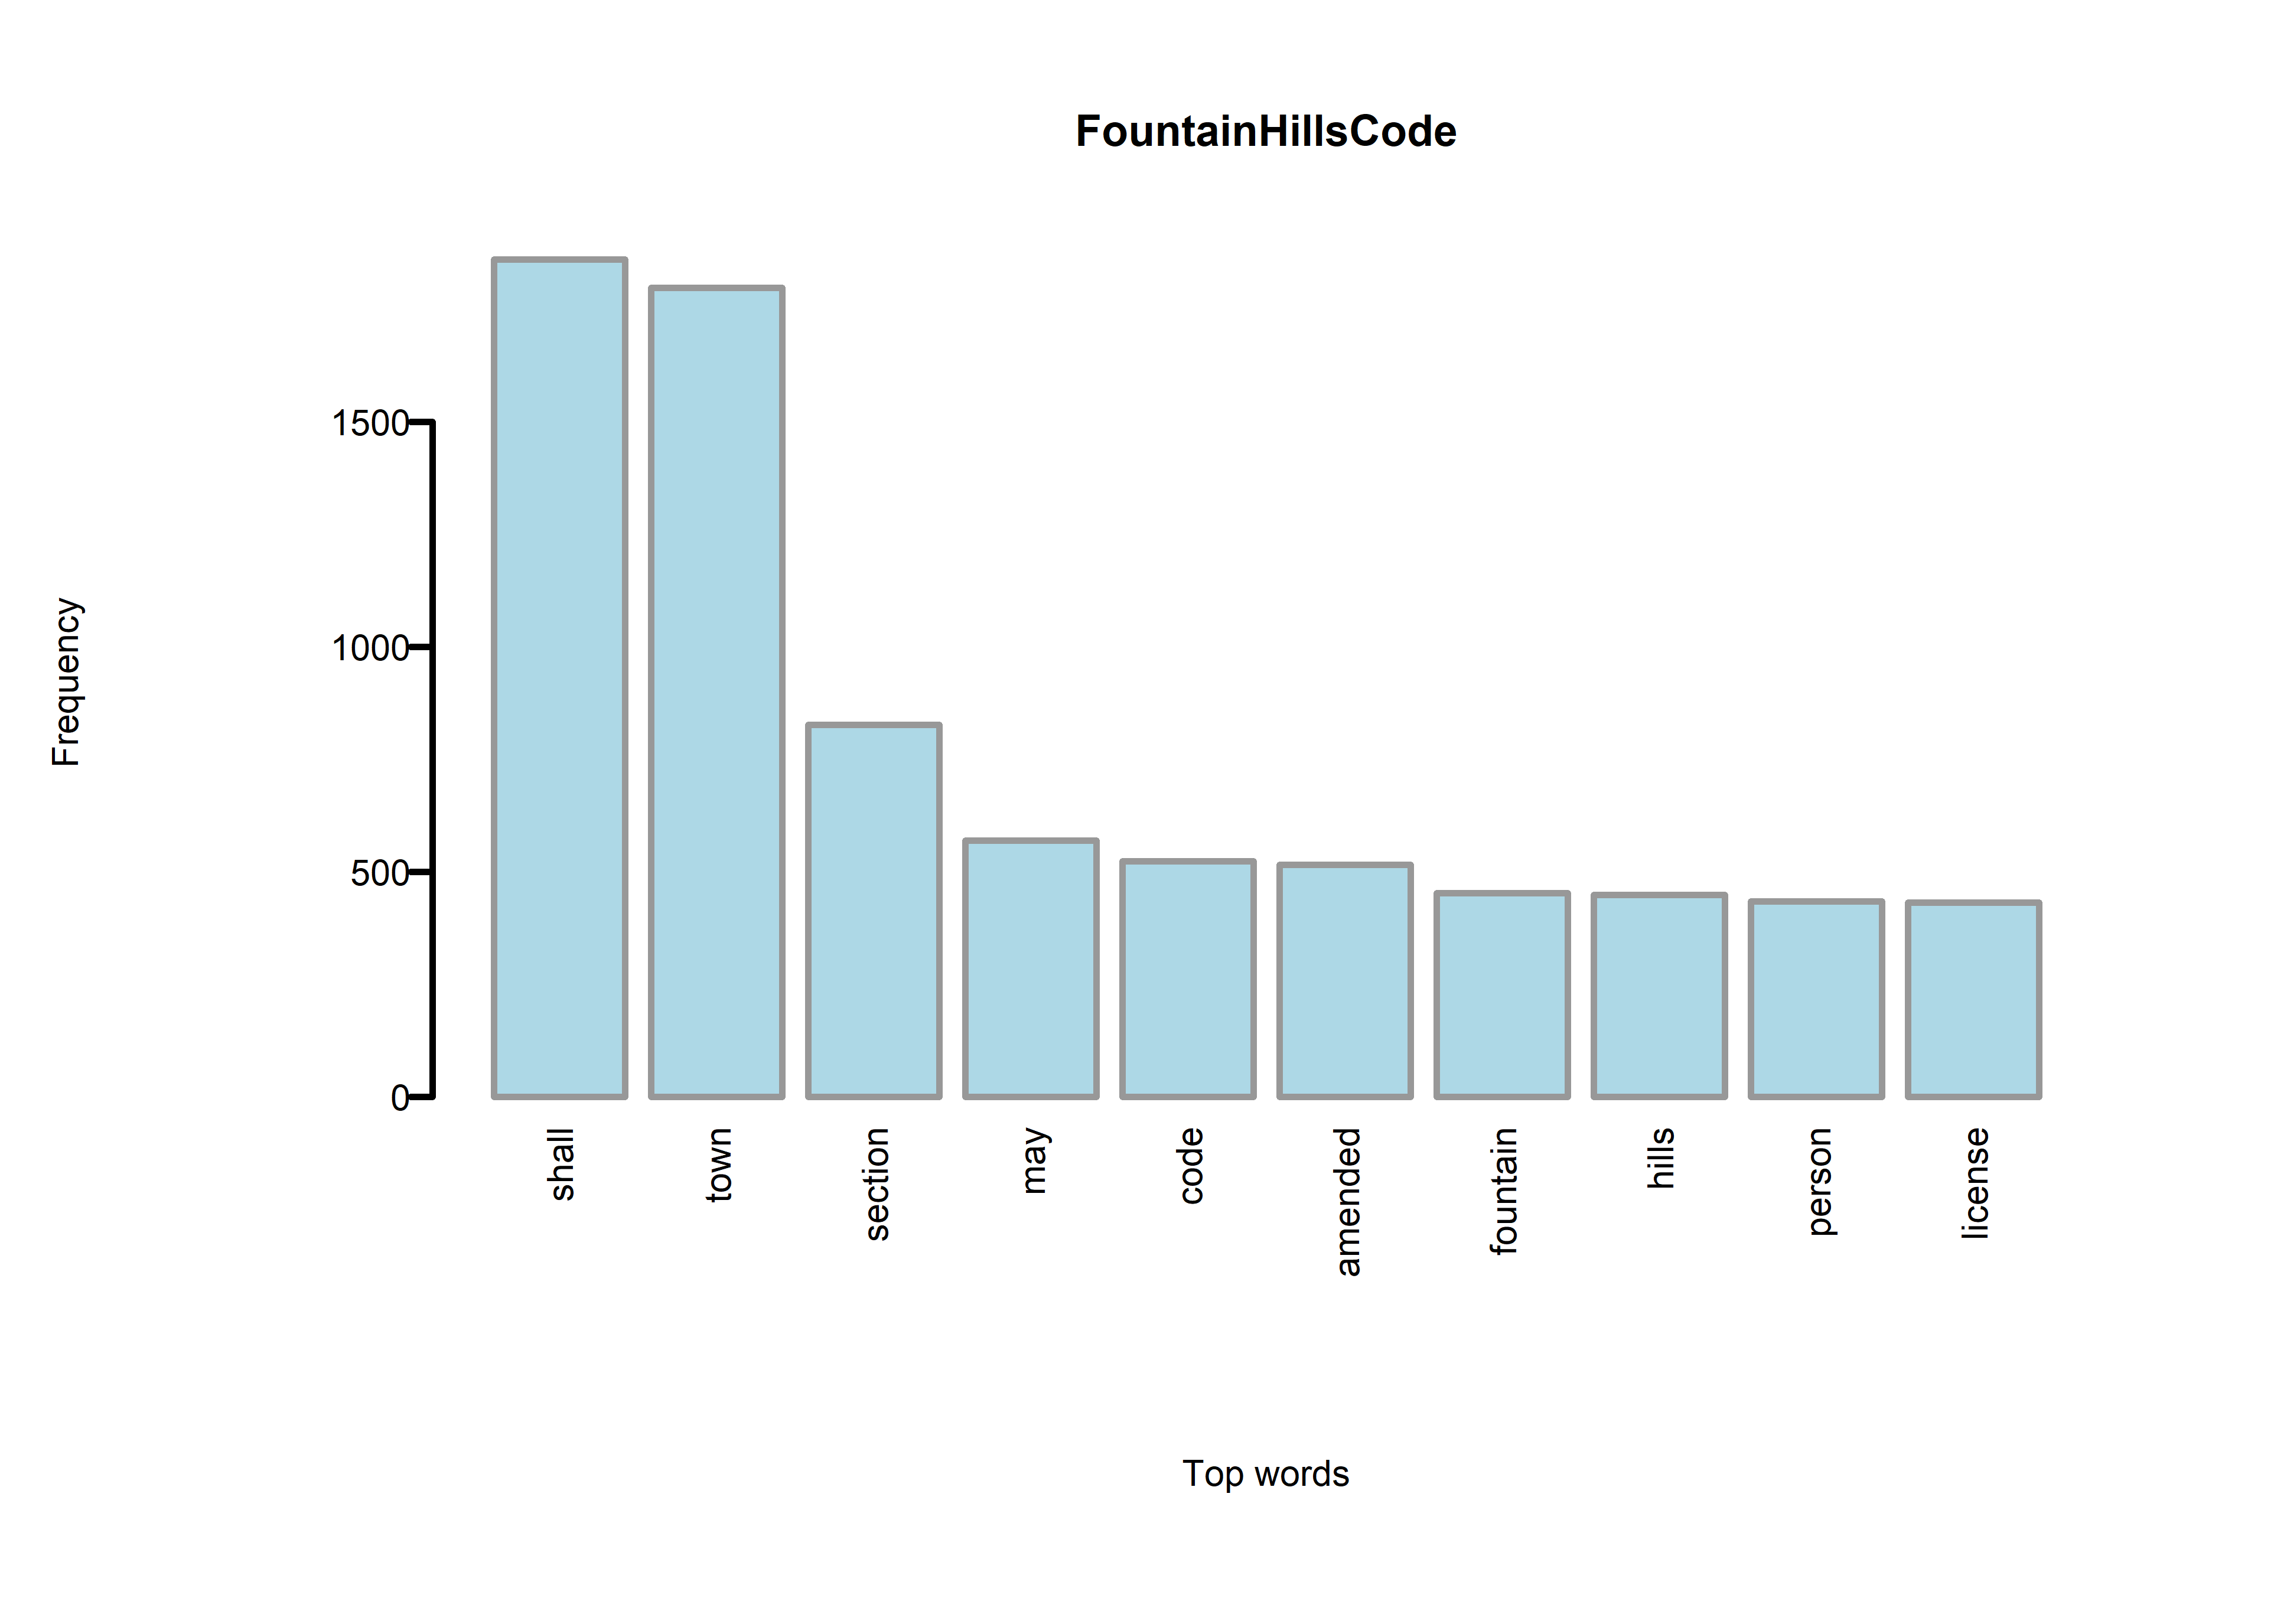 FountainHillsCode
Frequency
1500
1000
500
0
shall
town
section
may
code
amended
fountain
hills
person
license
Top words